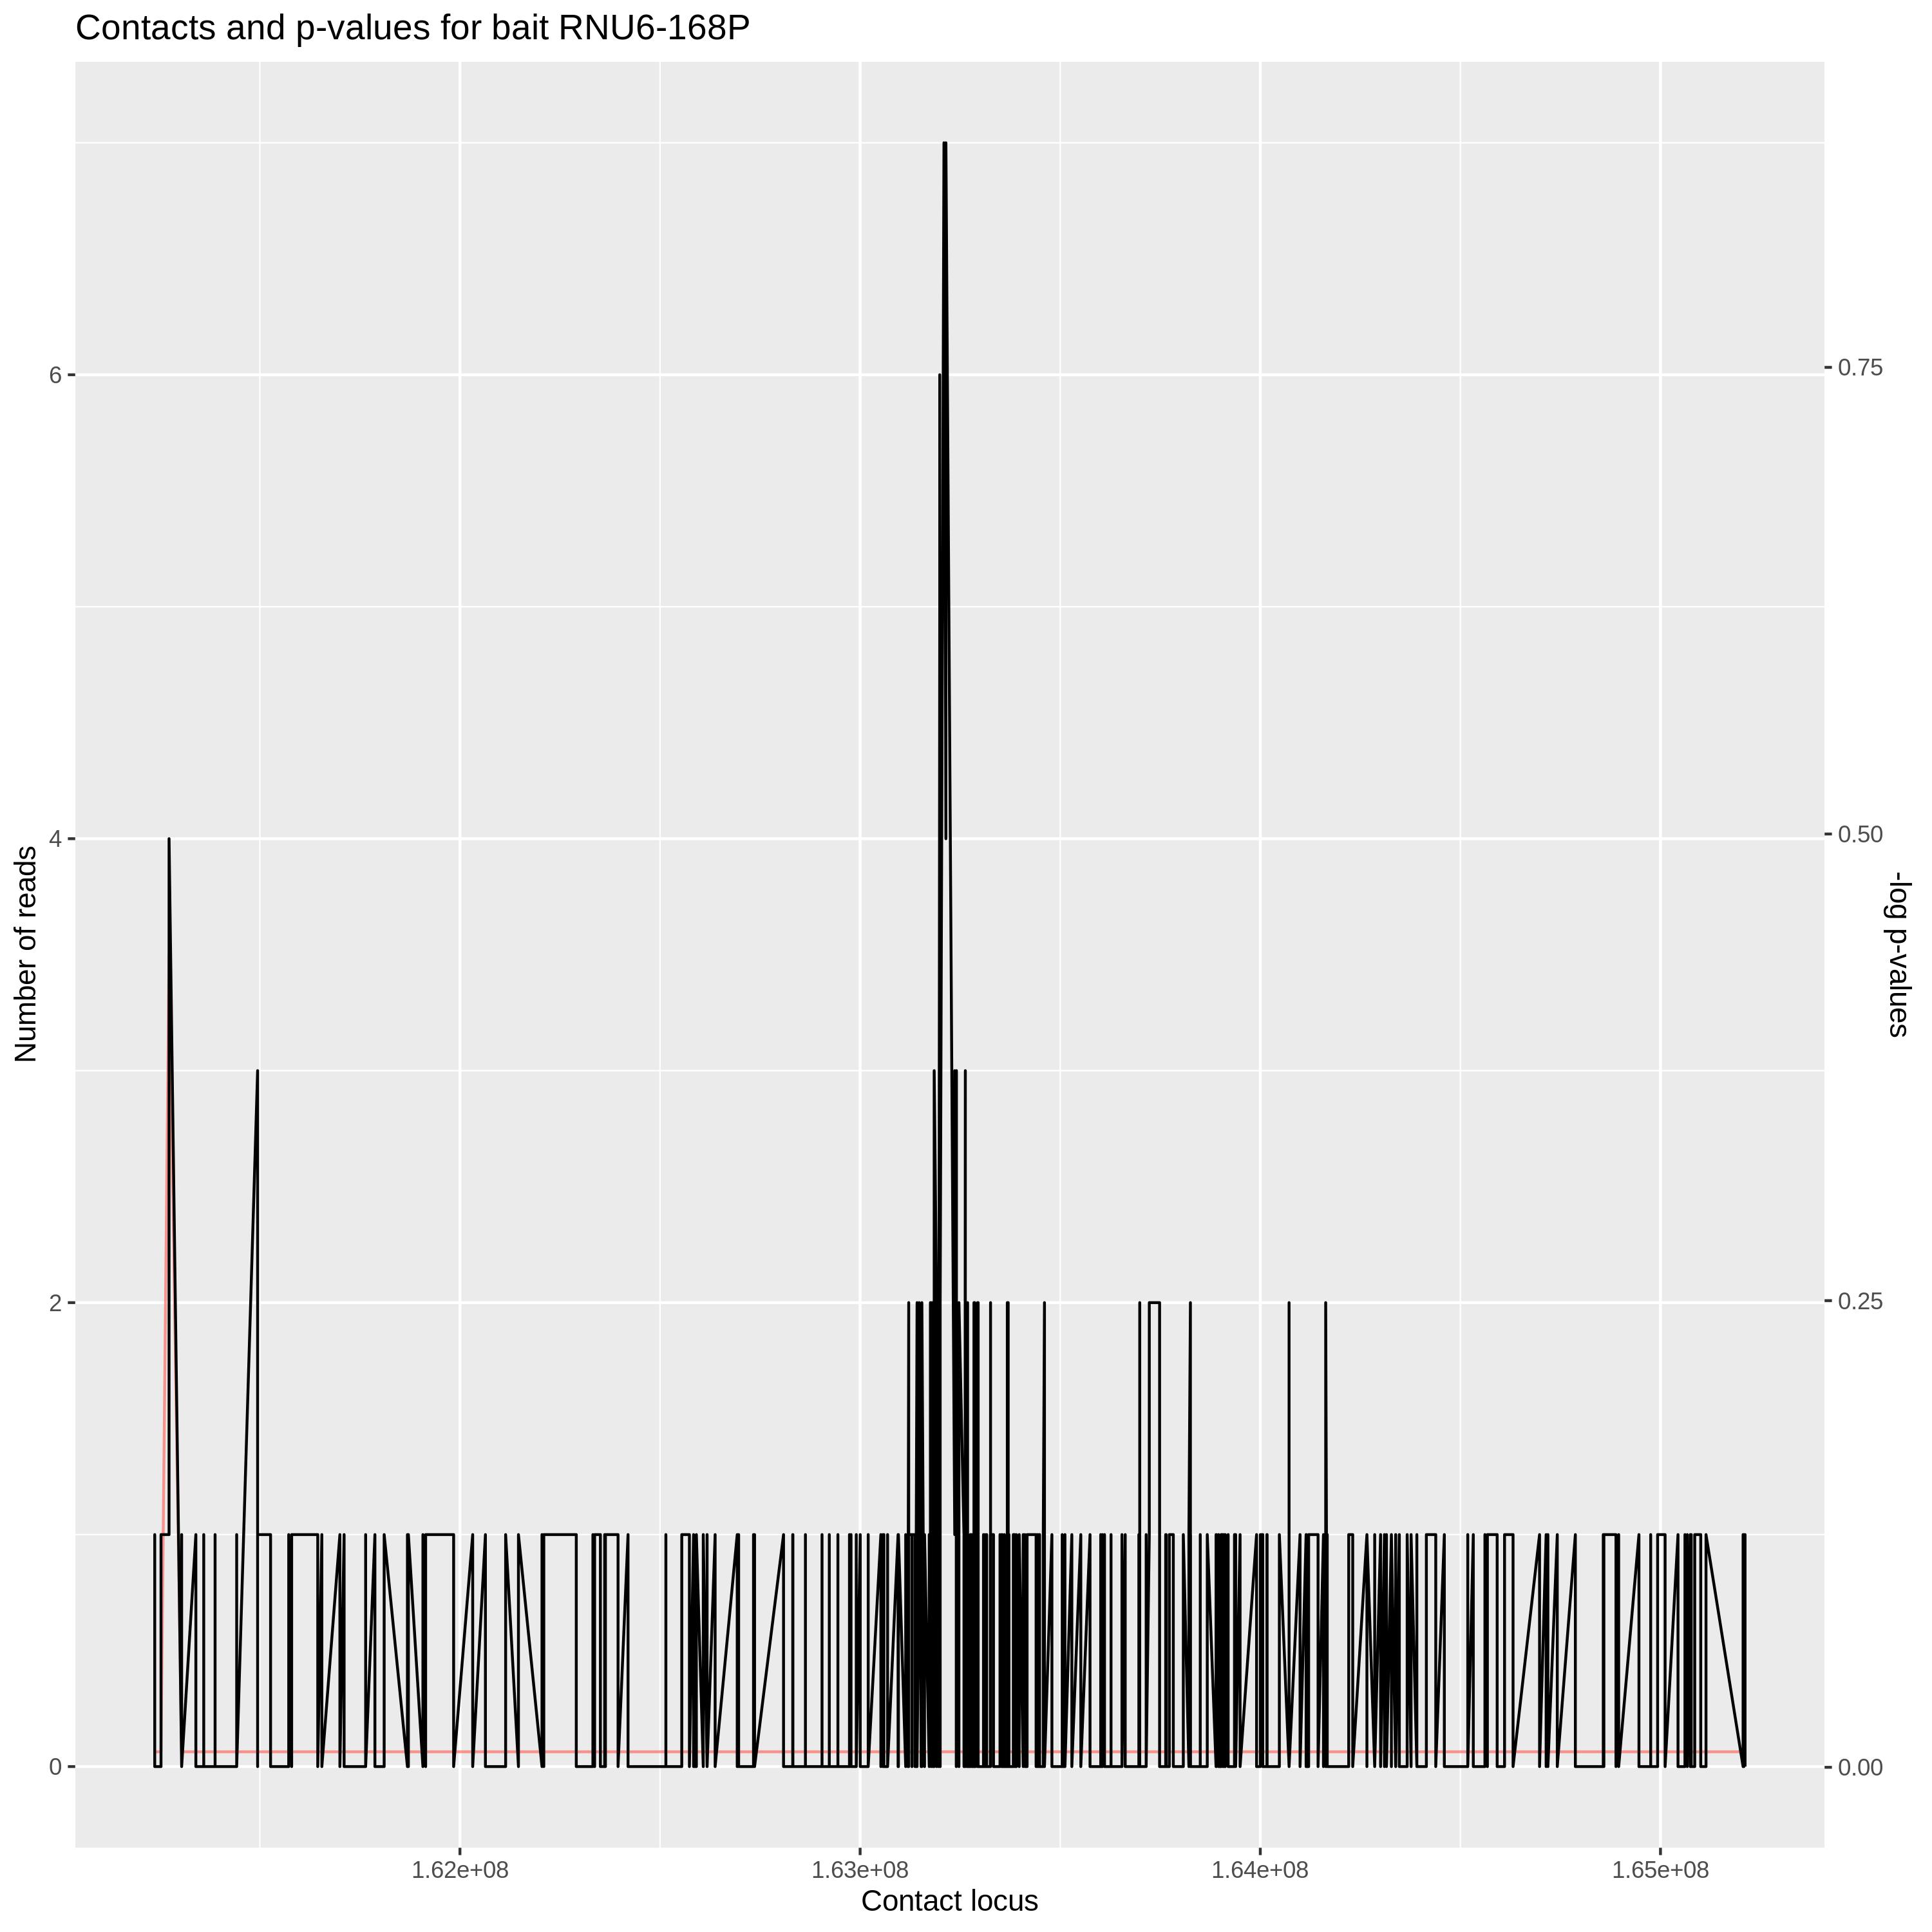 Contacts and p-values for bait RNU6-168P
6
4
2
0
Number of reads
0.75
0.50
0.25
0.00
-log p-values
1.62e+08
1.63e+08
1.64e+08
1.65e+08
Contact locus